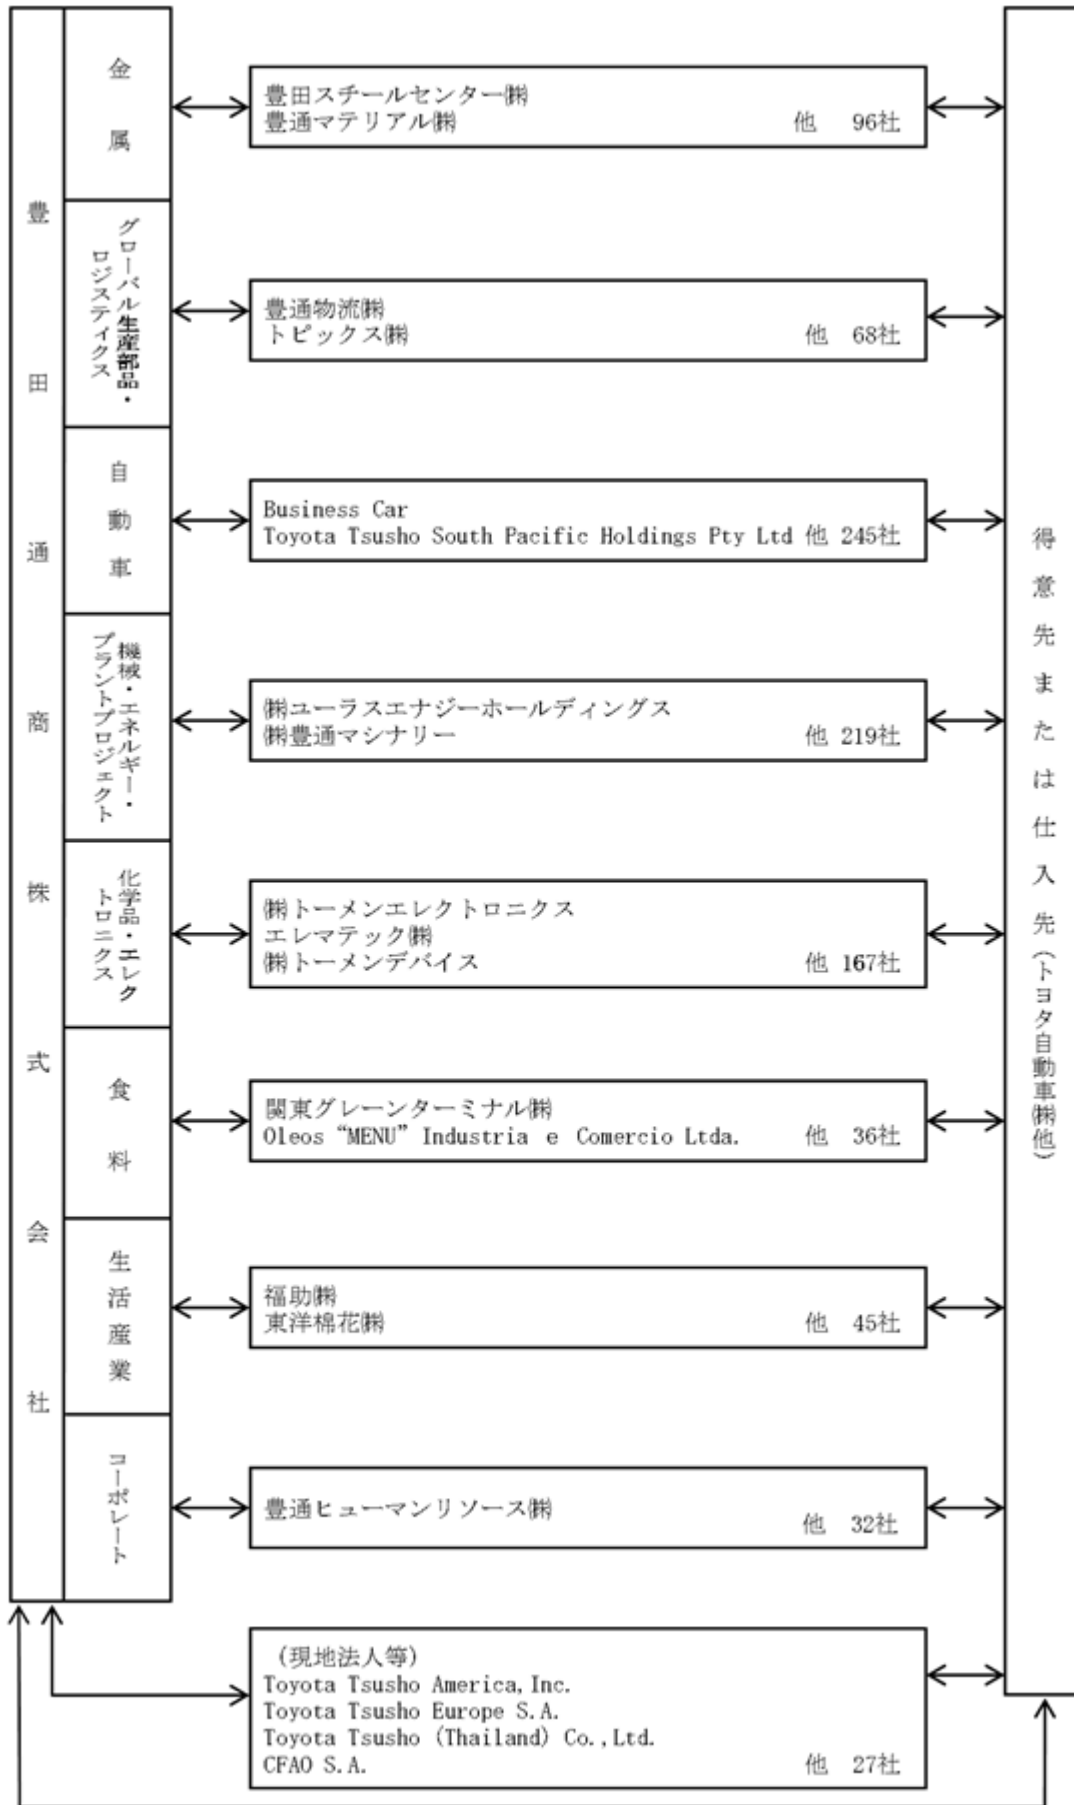 豊田通商株式会社
金属
豊田スチールセンター㈱
豊通マテリアル㈱ 他 96社
グローバル生産部品・
ロジスティクス
豊通物流㈱
トピックス㈱ 他 68社
自動車
Business Car
Toyota Tsusho South Pacific Holdings Pty Ltd 他 245社
機械・エネルギー・
プラントプロジェクト
㈱ユーラスエナジーホールディングス
㈱豊通マシナリー 他 219社
化学品・エレク
トロニクス
㈱トーメンエレクトロニクス
エレマテック㈱
㈱トーメンデバイス 他 167社
食料
関東グレーンターミナル㈱
Oleos “MENU” Industria e Comercio Ltda. 他 36社
生活産業
福助㈱
東洋棉花㈱ 他 45社
コーポレート
豊通ヒューマンリソース㈱ 他 32社
（現地法人等）
Toyota Tsusho America, Inc.
Toyota Tsusho Europe S.A.
Toyota Tsusho (Thailand) Co., Ltd.
CFAO S.A. 他 27社
得意先または仕入先（トヨタ自動車㈱他）